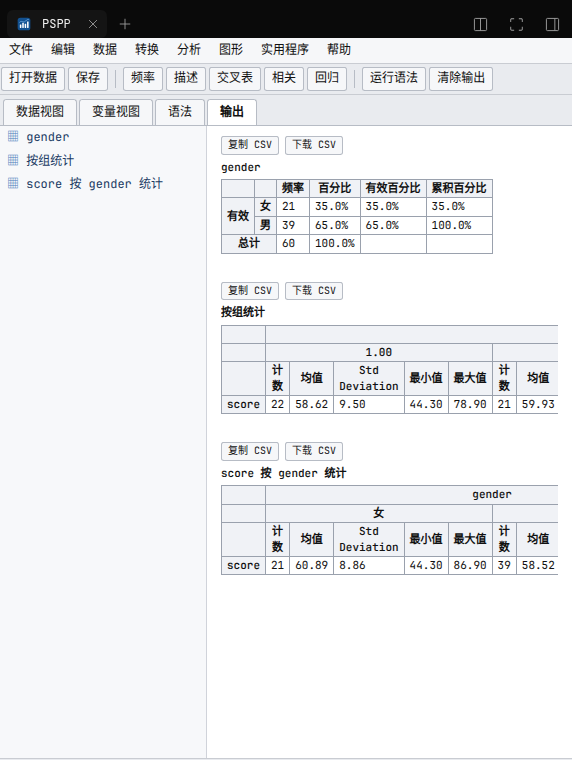 PSPP
文件 编辑 数据 转换 分析 图形 实用程序 帮助
打开数据 保存 频率 描述 交叉表 相关 回归 运行语法 清除输出
数据视图 变量视图 语法 输出
gender
按组统计
score 按 gender 统计
复制 CSV 下载 CSV
gender
频率 百分比 有效百分比 累积百分比
有效 女 21 35.0% 35.0% 35.0%
男 39 65.0% 65.0% 100.0%
总计 60 100.0%
复制 CSV 下载 CSV
按组统计
1.00
计数 均值 Std Deviation 最小值 最大值 计数 均值
score 22 58.62 9.50 44.30 78.90 21 59.93
复制 CSV 下载 CSV
score 按 gender 统计
gender
女
计数 均值 Std Deviation 最小值 最大值 计数 均值
score 21 60.89 8.86 44.30 86.90 39 58.52